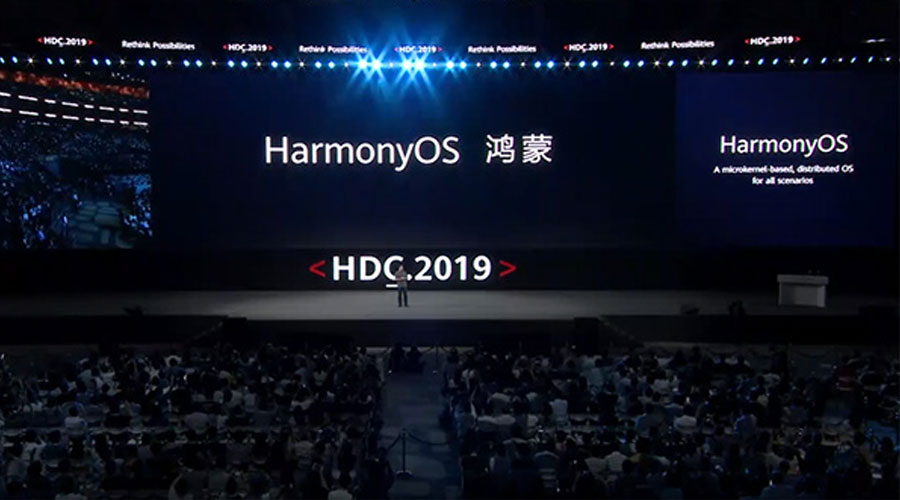 <HDC.2019>
Rethink Possibilities
<HDC.2019>
Rethink Possibilities
<HDC.2019>
Rethink Possibilities
<HDC.2019>
Rethink Possibilities
<HDC.2019>
HarmonyOS 鸿蒙
HarmonyOS
A microkernel-based, distributed OS
for all scenarios
<HDC.2019>